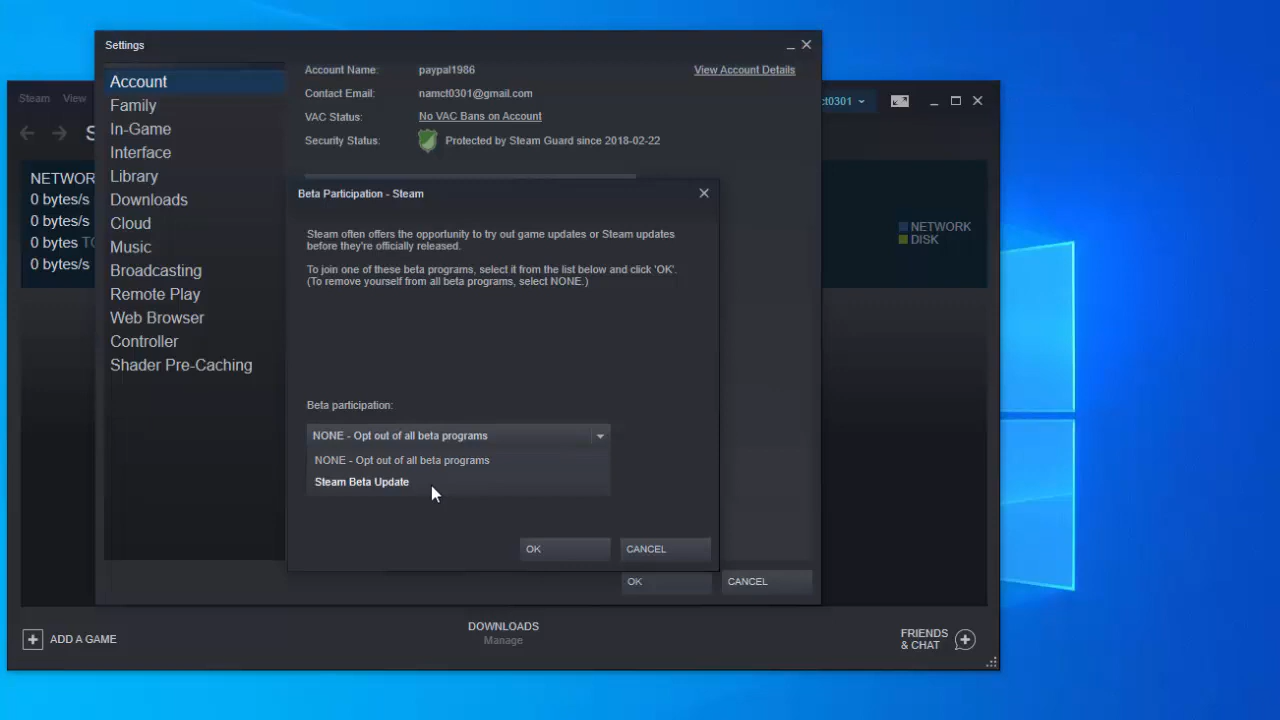 Settings
Account
Family
In-Game
Interface
Library
Downloads
Cloud
Music
Broadcasting
Remote Play
Web Browser
Controller
Shader Pre-Caching
Account Name: paypal1986 View Account Details
Contact Email: namct0301@gmail.com
VAC Status: No VAC Bans on Account
Security Status: Protected by Steam Guard since 2018-02-22
Beta Participation - Steam
Steam often offers the opportunity to try out game updates or Steam updates
before they're officially released.
To join one of these beta programs, select it from the list below and click 'OK'.
(To remove yourself from all beta programs, select NONE.)
Beta participation:
NONE - Opt out of all beta programs
NONE - Opt out of all beta programs
Steam Beta Update
OK CANCEL
OK CANCEL
Steam View
ct0301
S
NETWOR
0 bytes/s
0 bytes/s
0 bytes TO
0 bytes/s
NETWORK
DISK
ADD A GAME
DOWNLOADS
Manage
FRIENDS
& CHAT